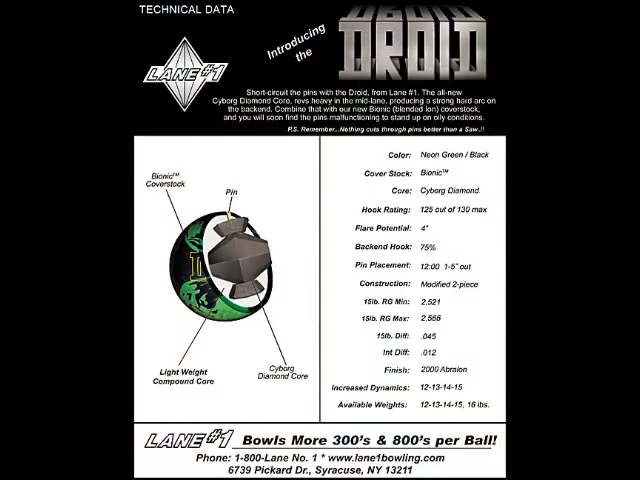 TECHNICAL DATA
LANE #1
Introducing
the
DROID
Short-circuit the pins with the Droid, from Lane #1. The all-new
Cyborg Diamond Core, revs heavy in the mid-lane, producing a strong hard arc on
the backend. Combine that with our new Bionic (blended Ion) coverstock,
and you will soon find the pins malfunctioning to stand up on oily conditions.
P.S. Remember...Nothing cuts through pins better than a Saw.!!
Bionic™
Coverstock
Pin
Light Weight
Compound Core
Cyborg
Diamond Core
Color: Neon Green / Black
Cover Stock: Bionic™
Core: Cyborg Diamond
Hook Rating: 125 out of 130 max
Flare Potential: 4"
Backend Hook: 75%
Pin Placement: 12:00 1-5" out
Construction: Modified 2-piece
15lb. RG Min: 2.521
15lb. RG Max: 2.566
15lb. Diff: .045
Int Diff: .012
Finish: 2000 Abralon
Increased Dynamics: 12-13-14-15
Available Weights: 12-13-14-15, 16 lbs.
LANE #1 Bowls More 300's & 800's per Ball!
Phone: 1-800-Lane No. 1 * www.lane1bowling.com
6739 Pickard Dr., Syracuse, NY 13211